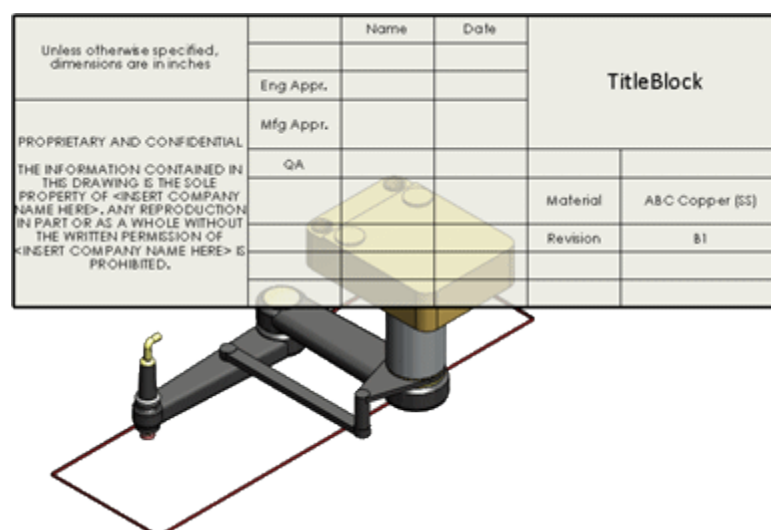 Unless otherwise specified,
dimensions are in inches
Name
Date
Eng Appr.
TitleBlock
Mfg Appr.
PROPRIETARY AND CONFIDENTIAL
THE INFORMATION CONTAINED IN
THIS DRAWING IS THE SOLE
PROPERTY OF <INSERT COMPANY
NAME HERE>. ANY REPRODUCTION
IN PART OR AS A WHOLE WITHOUT
THE WRITTEN PERMISSION OF
<INSERT COMPANY NAME HERE> IS
PROHIBITED.
QA
Material
ABC Copper (SS)
Revision
B1